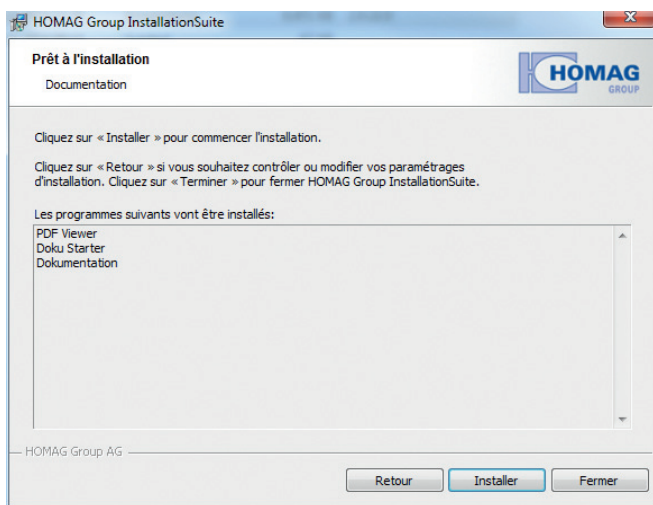 HOMAG Group InstallationSuite
Prêt à l'installation
Documentation
HOMAG
GROUP
Cliquez sur « Installer » pour commencer l'installation.
Cliquez sur « Retour » si vous souhaitez contrôler ou modifier vos paramétrages
d'installation. Cliquez sur « Terminer » pour fermer HOMAG Group InstallationSuite.
Les programmes suivants vont être installés:
PDF Viewer
Doku Starter
Dokumentation
HOMAG Group AG
Retour Installer Fermer